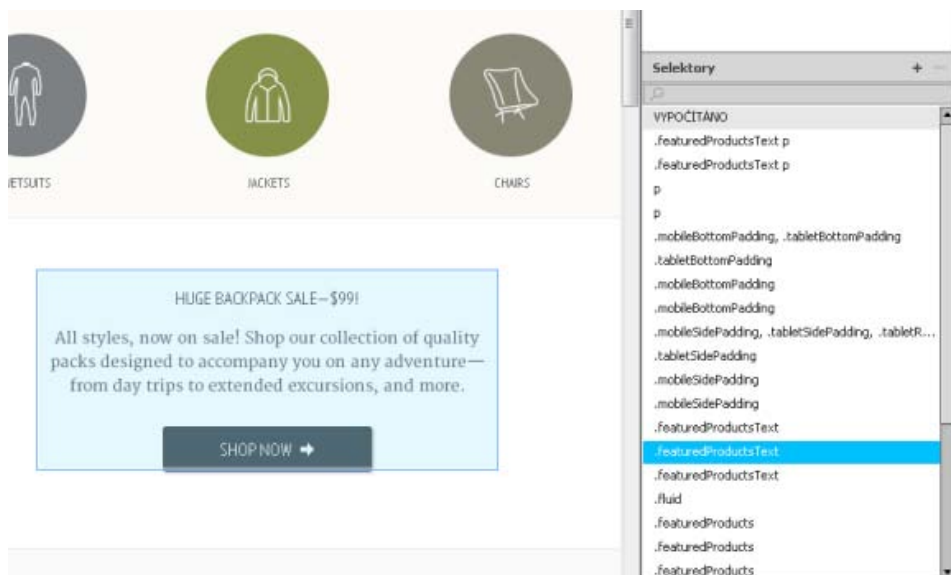 ETSUITS
JACKETS
CHAIRS
HUGE BACKPACK SALE—$99!
All styles, now on sale! Shop our collection of quality
packs designed to accompany you on any adventure—
from day trips to extended excursions, and more.
SHOP NOW
Selektory
VYPOČÍTÁNO
.featuredProductsText p
.featuredProductsText p
p
p
.mobileBottomPadding, .tabletBottomPadding
.tabletBottomPadding
.mobileBottomPadding
.mobileBottomPadding
.mobileSidePadding, .tabletSidePadding, .tabletR...
.tabletSidePadding
.mobileSidePadding
.mobileSidePadding
.featuredProductsText
.featuredProductsText
.featuredProductsText
.fluid
.featuredProducts
.featuredProducts
.featuredProducts